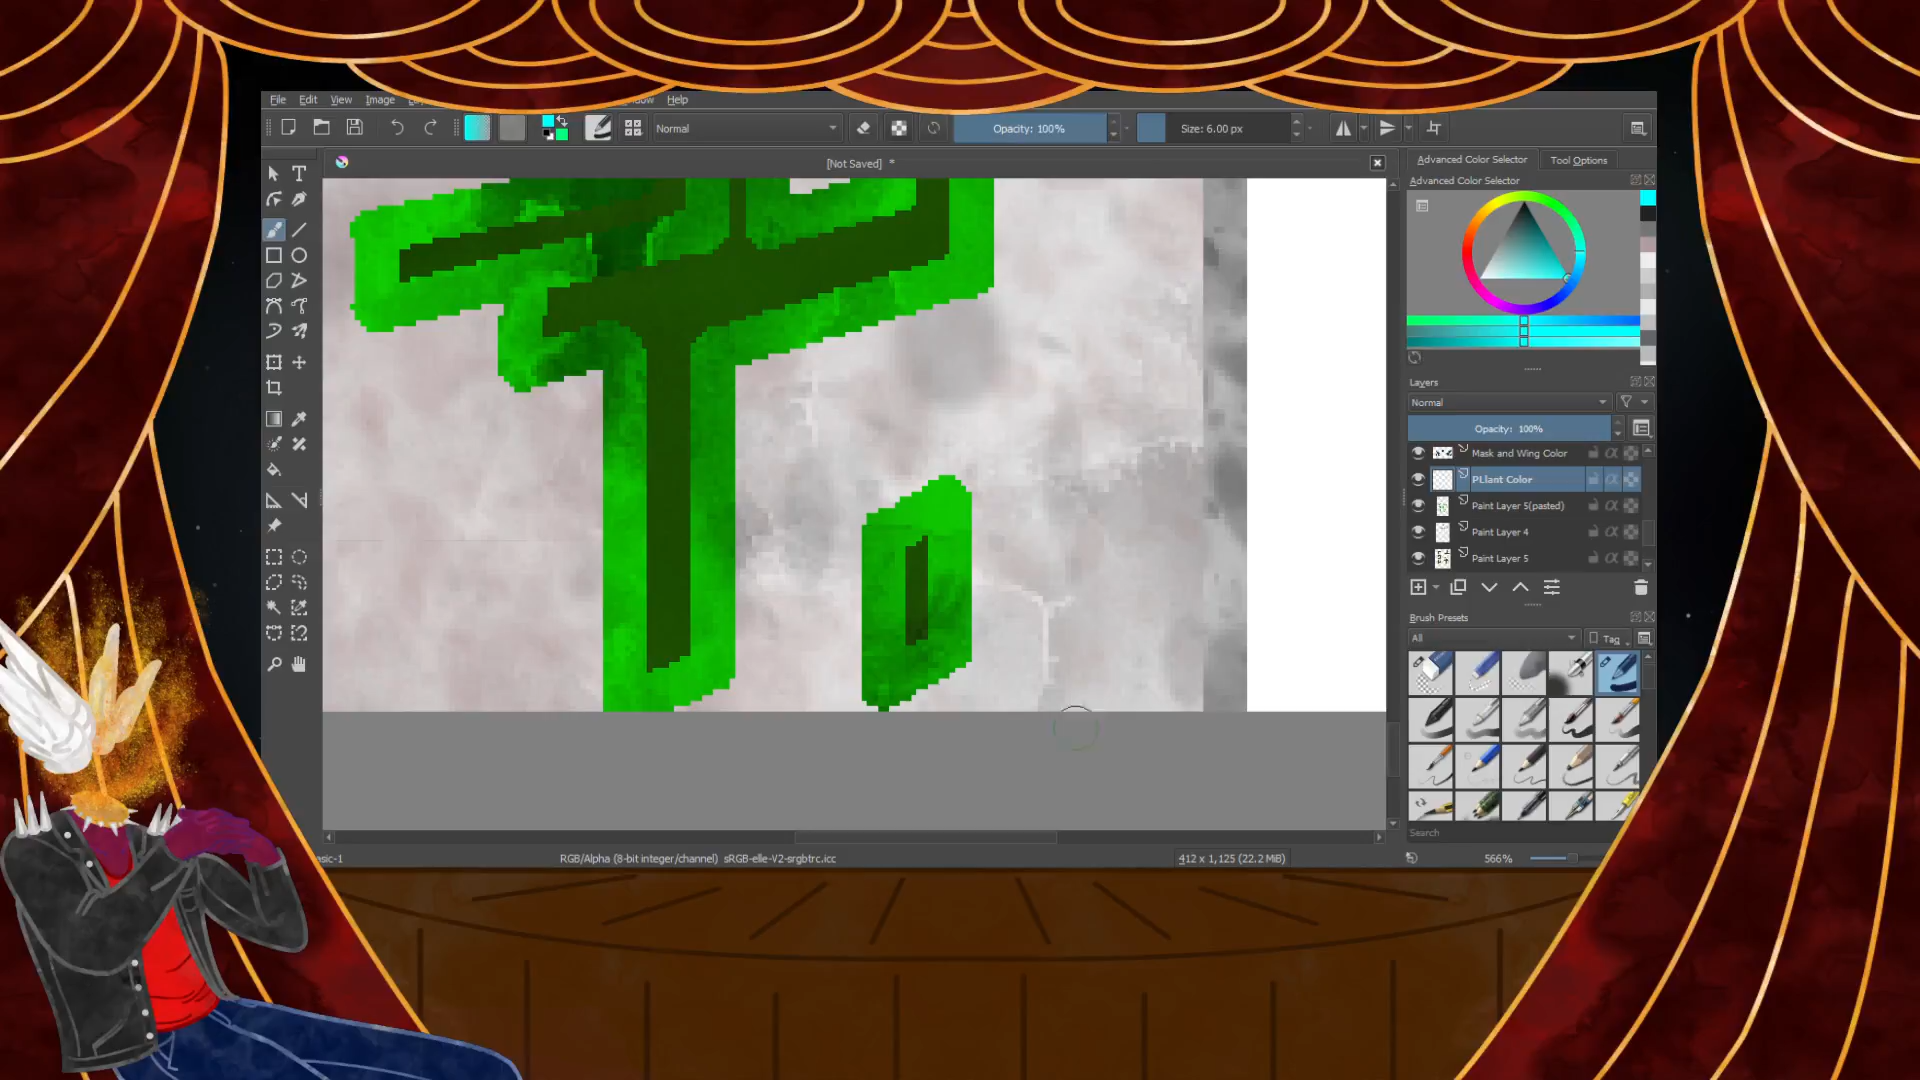 File Edit View Image Help
Normal
Opacity: 100%
Size: 6.00 px
[Not Saved] *
Advanced Color Selector
Tool Options
Advanced Color Selector
Layers
Normal
Opacity: 100%
Mask and Wing Color
PLlant Color
Paint Layer 5(pasted)
Paint Layer 4
Paint Layer 5
Brush Presets
All
Tag
Search
RGB/Alpha (8-bit integer/channel) sRGB-elle-V2-srgbtrc.icc
412 x 1,125 (22.2 MiB)
566%